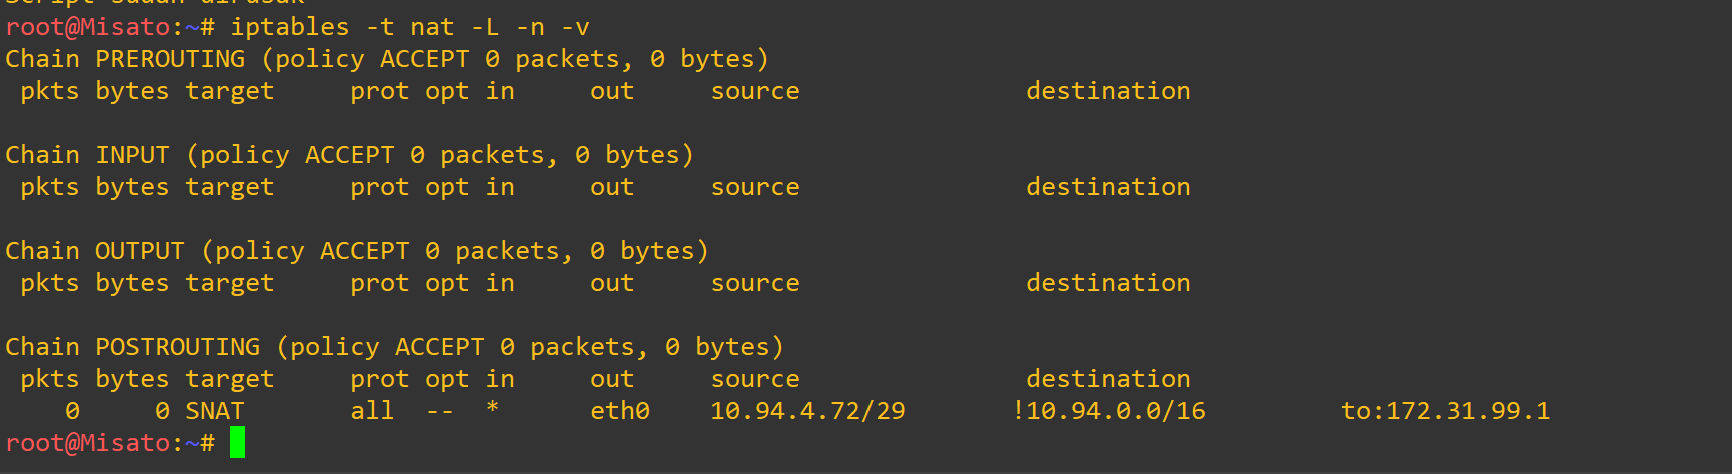 Script sudah dirusak
root@Misato:~# iptables -t nat -L -n -v
Chain PREROUTING (policy ACCEPT 0 packets, 0 bytes)
 pkts bytes target     prot opt in     out     source               destination
Chain INPUT (policy ACCEPT 0 packets, 0 bytes)
 pkts bytes target     prot opt in     out     source               destination
Chain OUTPUT (policy ACCEPT 0 packets, 0 bytes)
 pkts bytes target     prot opt in     out     source               destination
Chain POSTROUTING (policy ACCEPT 0 packets, 0 bytes)
 pkts bytes target     prot opt in     out     source               destination
    0     0 SNAT       all  --  *      eth0    10.94.4.72/29       !10.94.0.0/16         to:172.31.99.1
root@Misato:~#